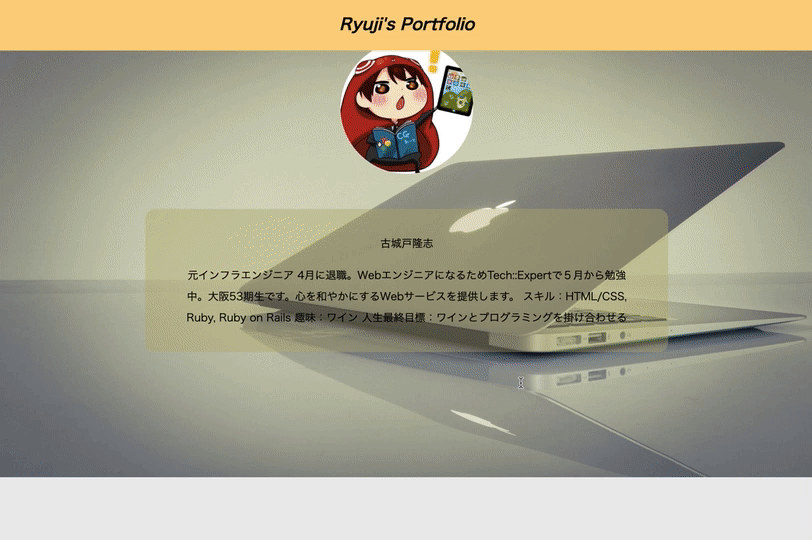 Ryuji's Portfolio
CG
古城戸隆志
元インフラエンジニア 4月に退職。WebエンジニアになるためTech::Expertで５月から勉強
中。大阪53期生です。心を和やかにするWebサービスを提供します。 スキル：HTML/CSS,
Ruby, Ruby on Rails 趣味：ワイン 人生最終目標：ワインとプログラミングを掛け合わせる